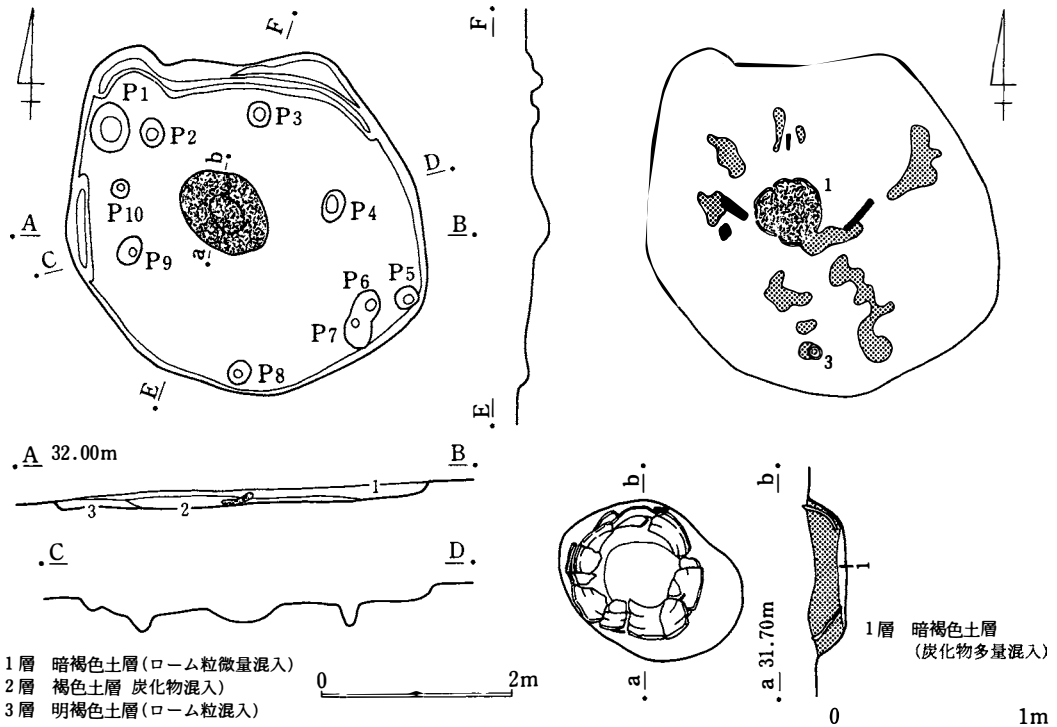 F
P1
P2
P3
b
D
P10
P4
A
B
C
P9
a
P6
P5
P7
P8
E
F
E
1
3
A 32.00m
B
1
3
2
C
D
1層 暗褐色土層(ローム粒微量混入)
2層 褐色土層 炭化物混入)
3層 明褐色土層(ローム粒混入)
0
2m
b
a
b
1
a 31.70m
1層 暗褐色土層
(炭化物多量混入)
0
1m